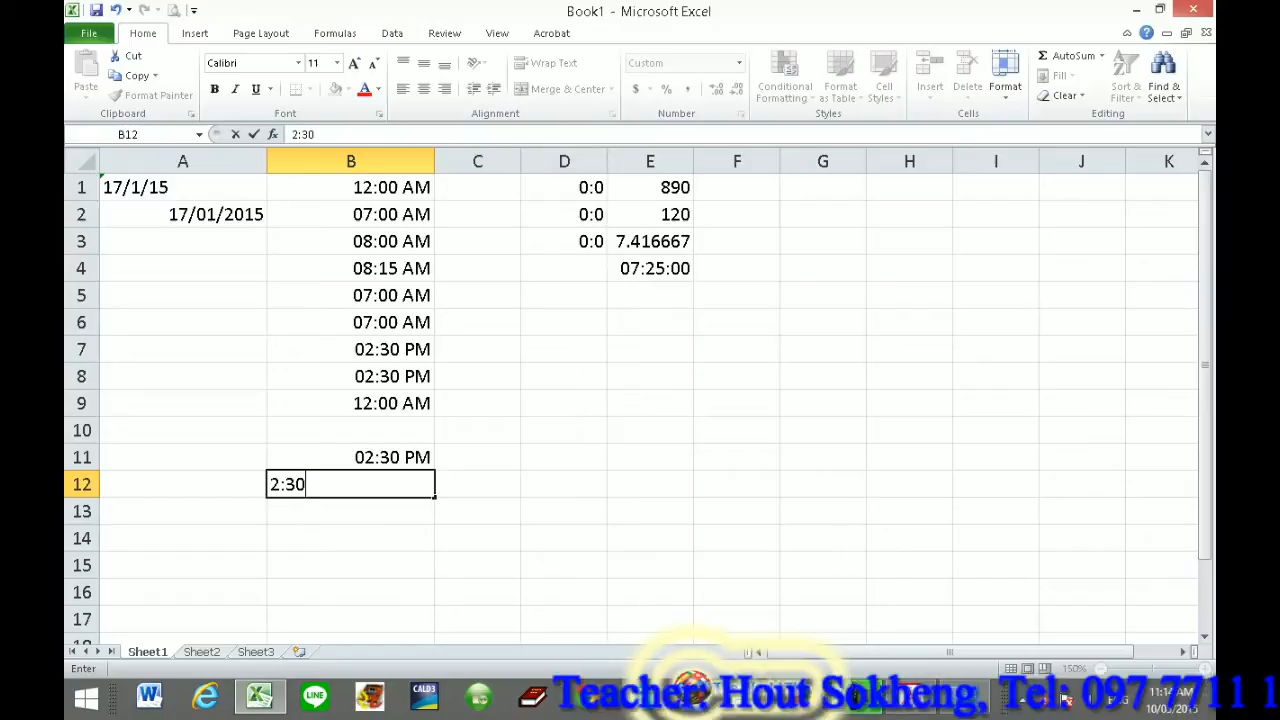 Book1 - Microsoft Excel
File Home Insert Page Layout Formulas Data Review View Acrobat
Cut
Copy
Format Painter
Paste
Clipboard
Calibri 11
B I U
Font
Wrap Text
Merge & Center
Alignment
Custom
$ % ,
Number
Conditional Formatting
Format as Table
Cell Styles
Styles
Insert Delete Format
Cells
AutoSum
Fill
Clear
Sort & Filter
Find & Select
Editing
B12 fx 2:30
A B C D E F G H I J K
1 17/1/15 12:00 AM 0:0 890
2 17/01/2015 07:00 AM 0:0 120
3 08:00 AM 0:0 7.416667
4 08:15 AM 07:25:00
5 07:00 AM
6 07:00 AM
7 02:30 PM
8 02:30 PM
9 12:00 AM
10
11 02:30 PM
12 2:30
13
14
15
16
17
Sheet1 Sheet2 Sheet3
Enter 150%
LINE CALD3
Teacher: Hou Sokheng, Tel: 097 7711 1